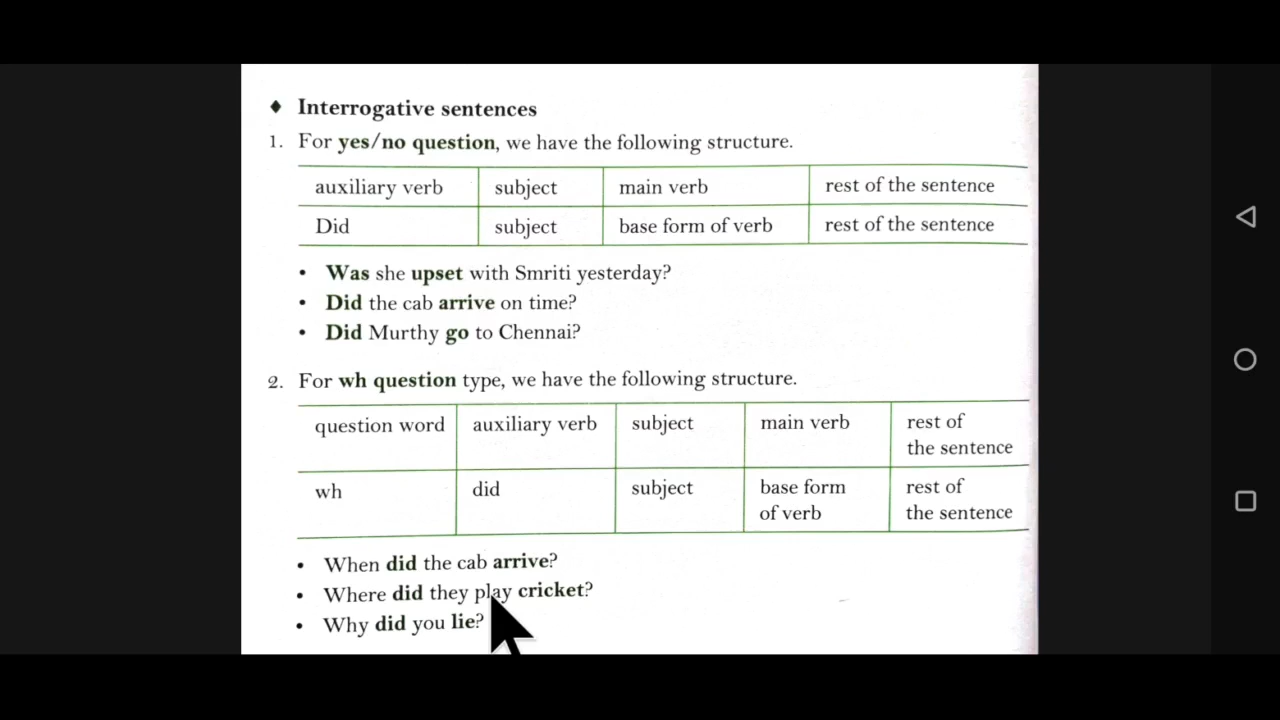 ♦ Interrogative sentences
1. For yes/no question, we have the following structure.
auxiliary verb subject main verb rest of the sentence
Did subject base form of verb rest of the sentence
• Was she upset with Smriti yesterday?
• Did the cab arrive on time?
• Did Murthy go to Chennai?
2. For wh question type, we have the following structure.
question word auxiliary verb subject main verb rest of
the sentence
wh did subject base form rest of
of verb the sentence
• When did the cab arrive?
• Where did they play cricket?
• Why did you lie?